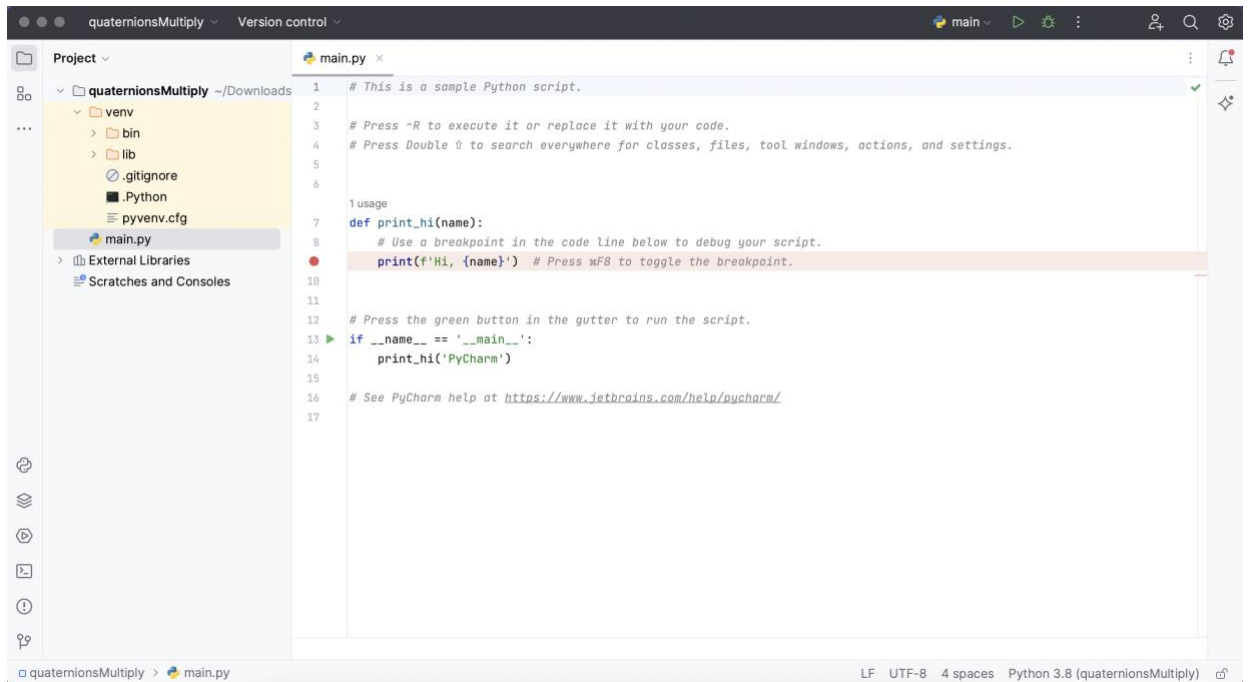 quaternionsMultiply Version control main
Project
main.py
quaternionsMultiply ~/Downloads
venv
bin
lib
.gitignore
.Python
pyvenv.cfg
main.py
External Libraries
Scratches and Consoles
1 # This is a sample Python script.
2
3 # Press ^R to execute it or replace it with your code.
4 # Press Double ⇧ to search everywhere for classes, files, tool windows, actions, and settings.
5
6
1 usage
7 def print_hi(name):
8 # Use a breakpoint in the code line below to debug your script.
print(f'Hi, {name}') # Press ⌘F8 to toggle the breakpoint.
10
11
12 # Press the green button in the gutter to run the script.
13 if __name__ == '__main__':
14 print_hi('PyCharm')
15
16 # See PyCharm help at https://www.jetbrains.com/help/pycharm/
17
quaternionsMultiply > main.py
LF UTF-8 4 spaces Python 3.8 (quaternionsMultiply)